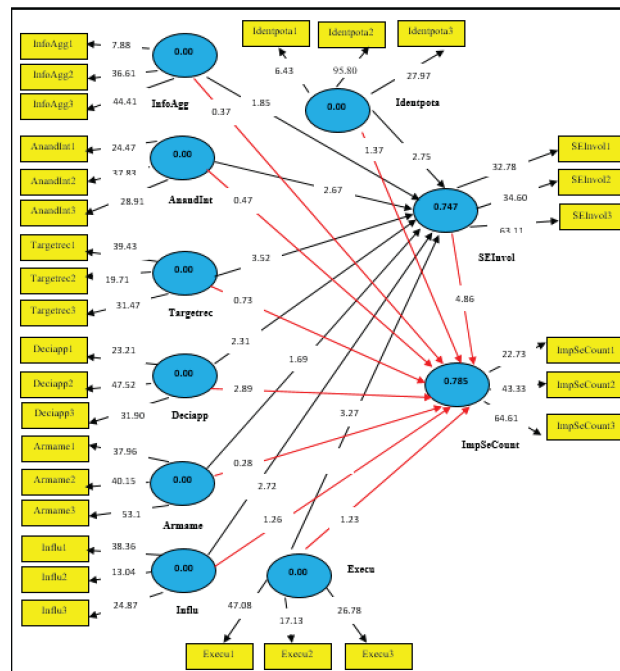 Identpota1 Identpota2 Identpota3
InfoAgg1 7.88 0.00
InfoAgg2 36.61
InfoAgg3 44.41
InfoAgg
6.43 95.80 27.97
0.00
Identpota
0.37 1.85 1.37
AnandInt1 24.47 0.00
AnandInt2 37.83
AnandInt3 28.91
AnandInt
2.75
2.67
0.47
SEInvol1 32.78
SEInvol2 34.60
SEInvol3 63.11
0.747
SEInvol
Targetrec1 39.43 0.00
Targetrec2 19.71
Targetrec3 31.47
Targetrec
3.52
0.73
4.86
Deciapp1 23.21 0.00
Deciapp2 47.52
Deciapp3 31.90
Deciapp
2.31
2.89
1.69
0.785
ImpSeCount
22.73 ImpSeCount1
43.33 ImpSeCount2
64.61 ImpSeCount3
Armame1 37.96 0.00
Armame2 40.15
Armame3 53.1
Armame
3.27
0.28
2.72
Influ1 38.36 0.00
Influ2 13.04
Influ3 24.87
Influ
1.26
1.23
0.00
Execu
47.08 17.13 26.78
Execu1 Execu2 Execu3